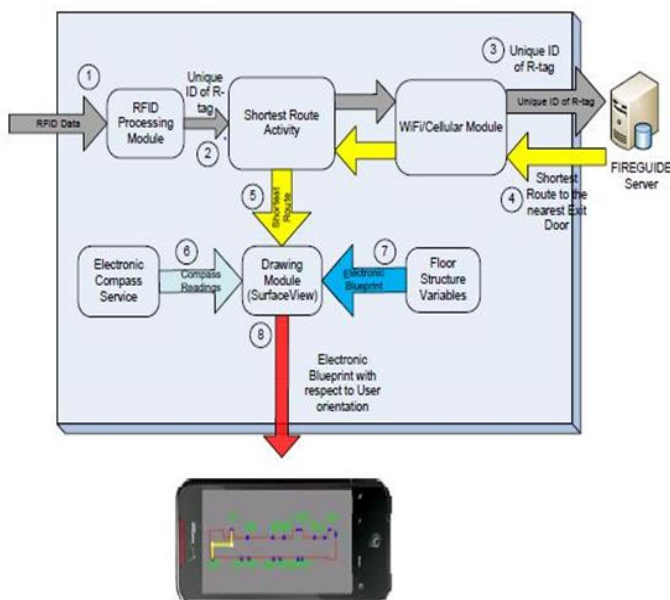 1
RFID Data
RFID
Processing
Module
Unique
ID of R-
tag
2
Shortest Route
Activity
WiFi/Cellular Module
3
Unique ID
of R-tag
Unique ID of R-tag
FIREGUIDE
Server
4
Shortest
Route to the
nearest Exit
Door
5
Shortest
Route
Electronic
Compass
Service
6
Compass
Readings
Drawing
Module
(SurfaceView)
7
Electronic
Blueprint
Floor
Structure
Variables
8
Electronic
Blueprint with
respect to User
orientation